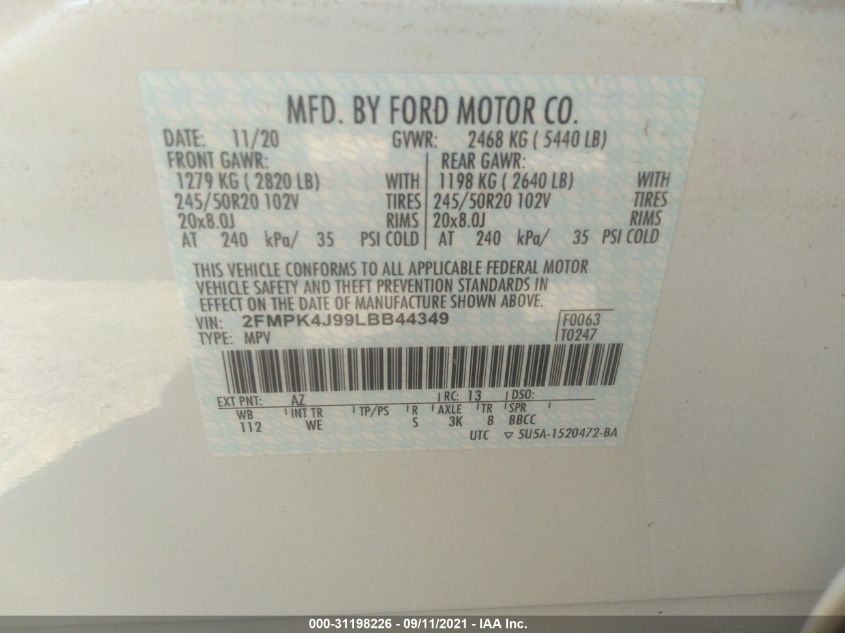 MFD. BY FORD MOTOR CO.
DATE: 11/20 GVWR: 2468 KG ( 5440 LB)
FRONT GAWR: REAR GAWR:
1279 KG ( 2820 LB) WITH 1198 KG ( 2640 LB) WITH
245/50R20 102V TIRES 245/50R20 102V TIRES
20x8.0J RIMS 20x8.0J RIMS
AT 240 kPa/ 35 PSI COLD AT 240 kPa/ 35 PSI COLD
THIS VEHICLE CONFORMS TO ALL APPLICABLE FEDERAL MOTOR
VEHICLE SAFETY AND THEFT PREVENTION STANDARDS IN
EFFECT ON THE DATE OF MANUFACTURE SHOWN ABOVE.
VIN: 2FMPK4J99LBB44349 F0063
TYPE: MPV T0247
EXT PNT: AZ RC: 13 DSO:
WB INT TR TP/PS R AXLE TR SPR
112 WE S 3K 8 BBCC
UTC ▽ 5U5A-1520472-BA
000-31198226 - 09/11/2021 - IAA Inc.